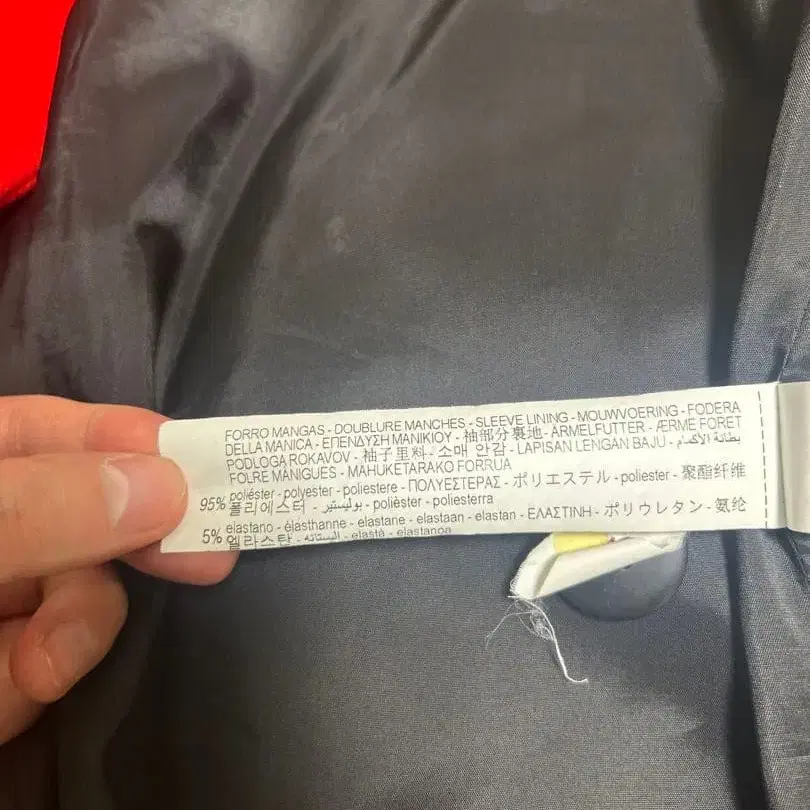 FORRO MANGAS - DOUBLURE MANCHES - SLEEVE LINING - MOUWVOERING - FODERA
DELLA MANICA - ΕΠΕΝΔΥΣΗ ΜΑΝΙΚΙΟΥ - 袖部分裏地 - ÄRMELFUTTER - ÆRME FORET
PODLOGA ROKAVOV - 袖子里料 - 소매 안감 - LAPISAN LENGAN BAJU - بطانة الأكمام
FOLRE MÀNIGUES - MAHUKETARAKO FORRUA
95% poliéster - polyester - poliestere - ΠΟΛΥΕΣΤΕΡΑΣ - ポリエステル - poliester - 聚酯纤维
폴리에스터 - بوليستير - polièster - poliesterra
5% elastano - élasthanne - elastane - elastaan - elastan - ΕΛΑΣΤΙΝΗ - ポリウレタン - 氨纶
엘라스탄 - الیستانه - elastà - elastanoa